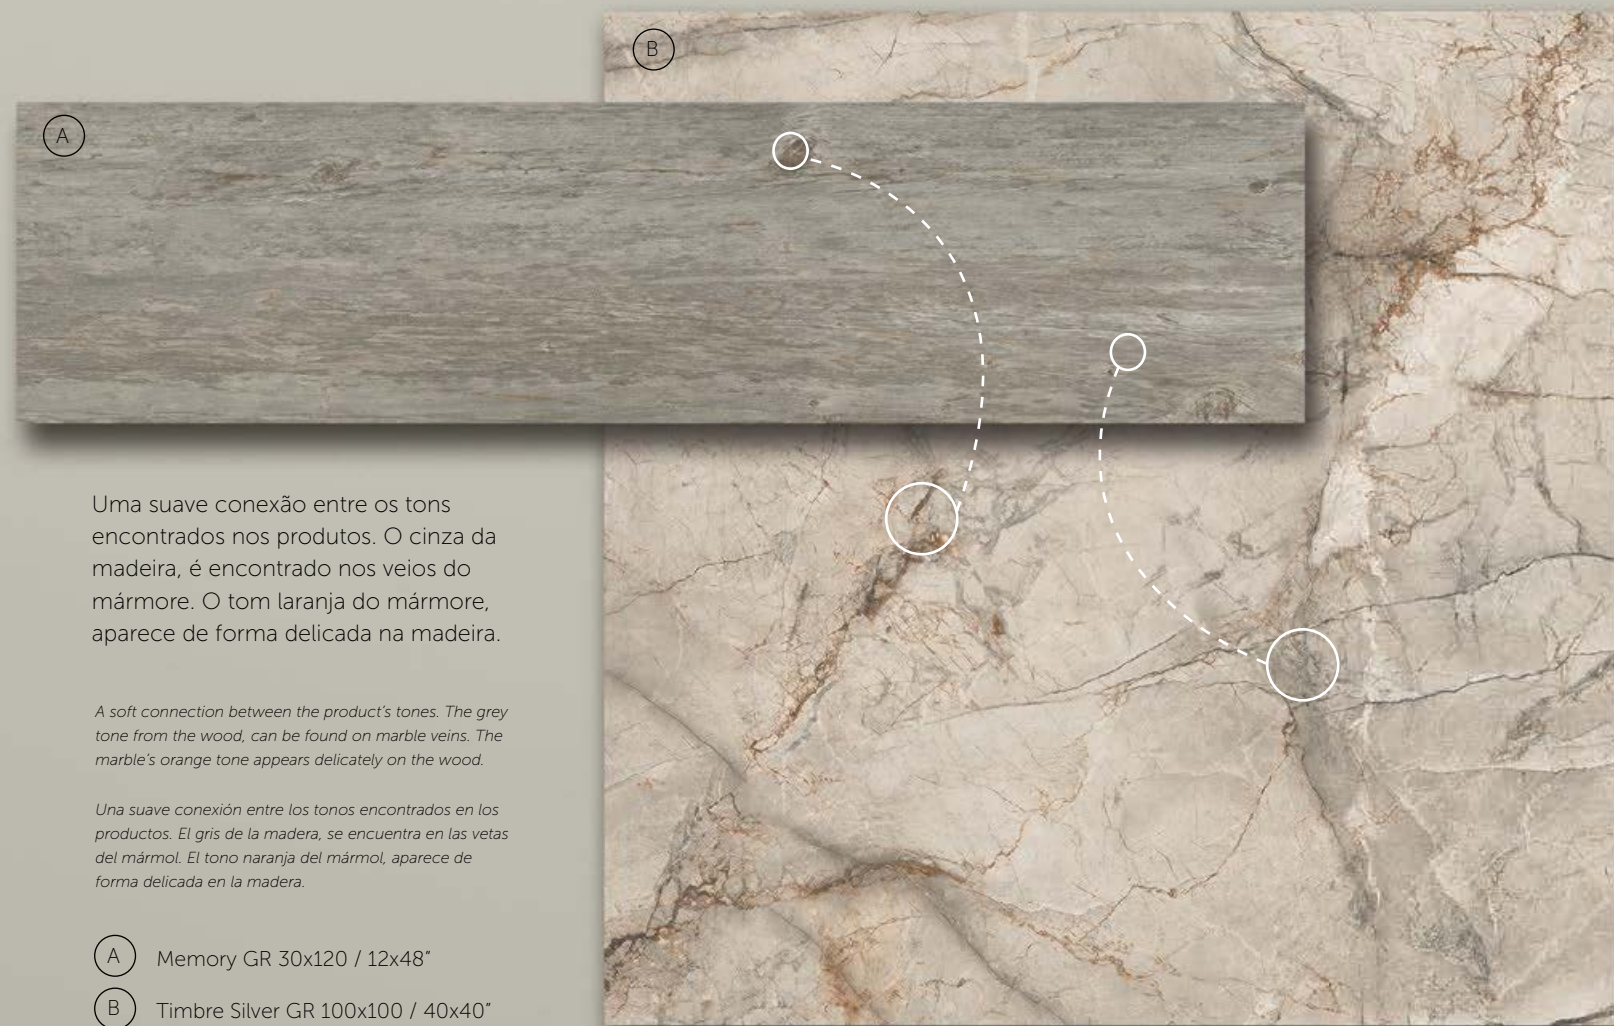 B
A
Uma suave conexão entre os tons
encontrados nos produtos. O cinza da
madeira, é encontrado nos veios do
mármore. O tom laranja do mármore,
aparece de forma delicada na madeira.
A soft connection between the product's tones. The grey
tone from the wood, can be found on marble veins. The
marble's orange tone appears delicately on the wood.
Una suave conexión entre los tonos encontrados en los
productos. El gris de la madera, se encuentra en las vetas
del mármol. El tono naranja del mármol, aparece de
forma delicada en la madera.
A Memory GR 30x120 / 12x48"
B Timbre Silver GR 100x100 / 40x40"